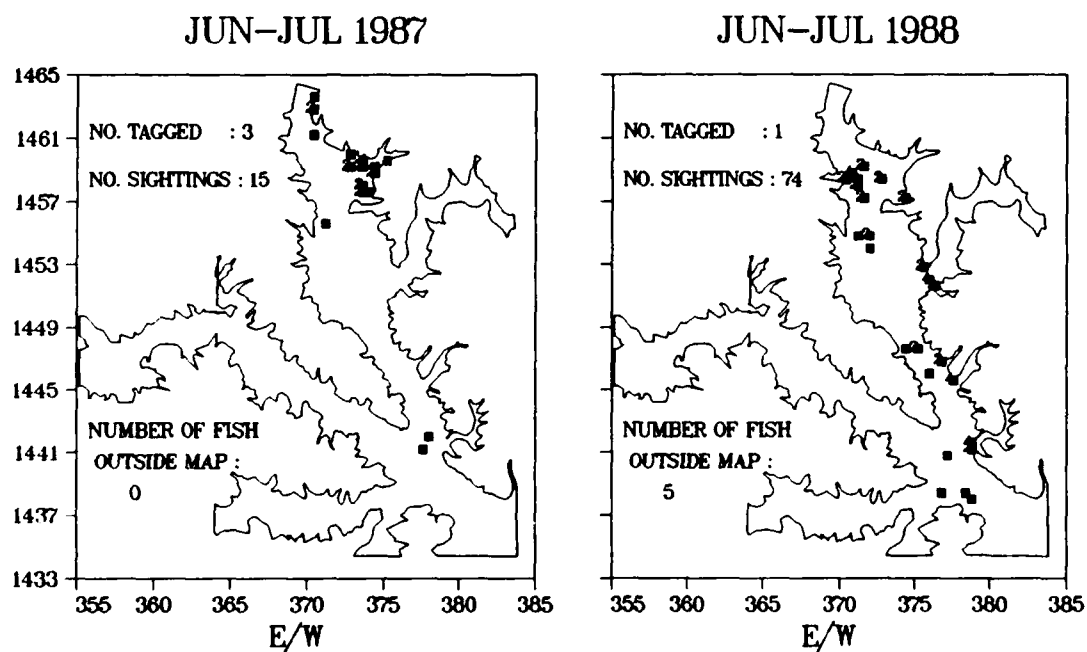 JUN-JUL 1987
JUN-JUL 1988
1465
1461
1457
1453
1449
1445
1441
1437
1433
NO. TAGGED : 3
NO. SIGHTINGS : 15
NUMBER OF FISH
OUTSIDE MAP :
0
355 360 365 370 375 380 385
E/W
NO. TAGGED : 1
NO. SIGHTINGS : 74
NUMBER OF FISH
OUTSIDE MAP :
5
355 360 365 370 375 380 385
E/W